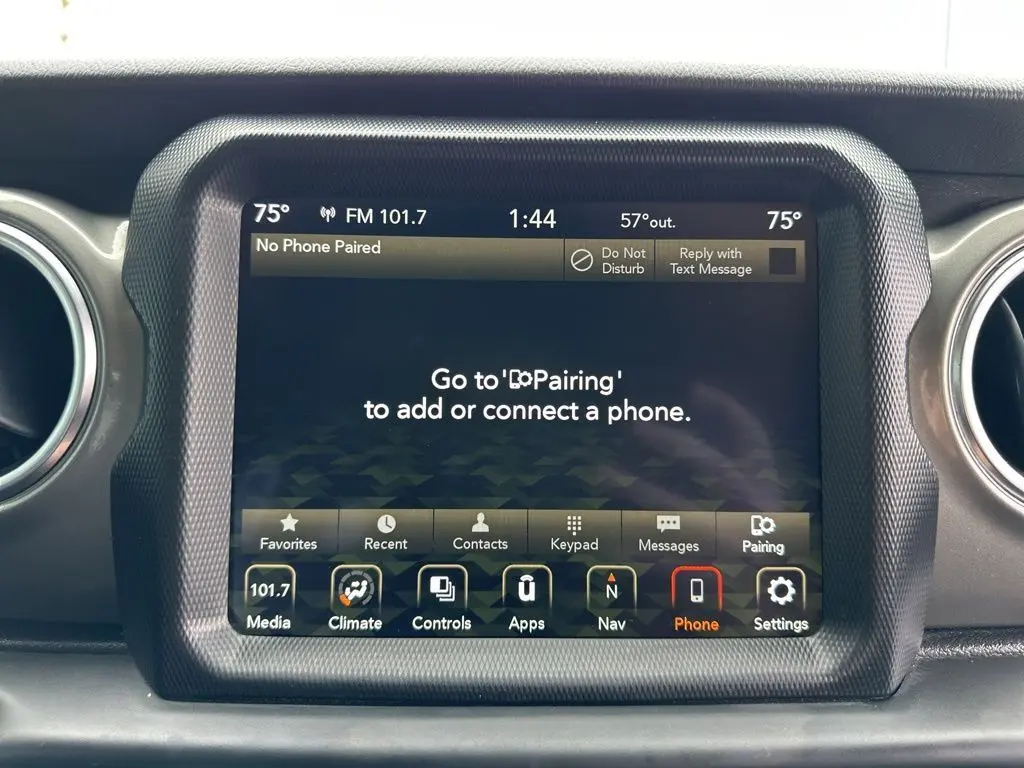 75° FM 101.7 1:44 57°out. 75°
No Phone Paired
Do Not
Disturb
Reply with
Text Message
Go to 'Pairing'
to add or connect a phone.
Favorites Recent Contacts Keypad Messages Pairing
101.7 N
Media Climate Controls Apps Nav Phone Settings